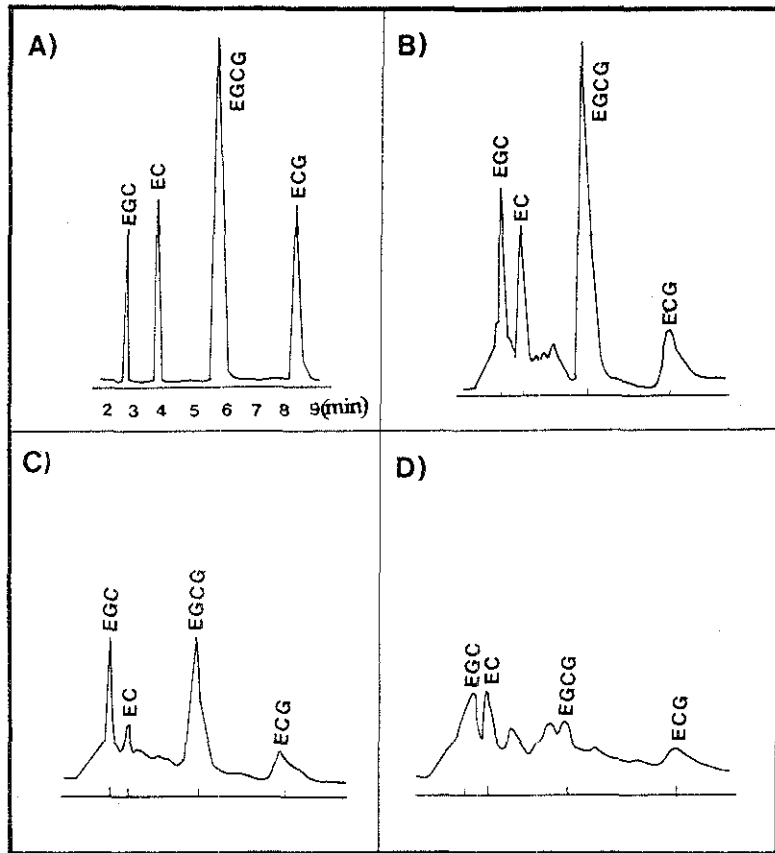 A)
EGC
EC
EGCG
ECG
2 3 4 5 6 7 8 9(min)
B)
EGC
EC
EGCG
ECG
C)
EGC
EC
EGCG
ECG
D)
EGC
EC
EGCG
ECG